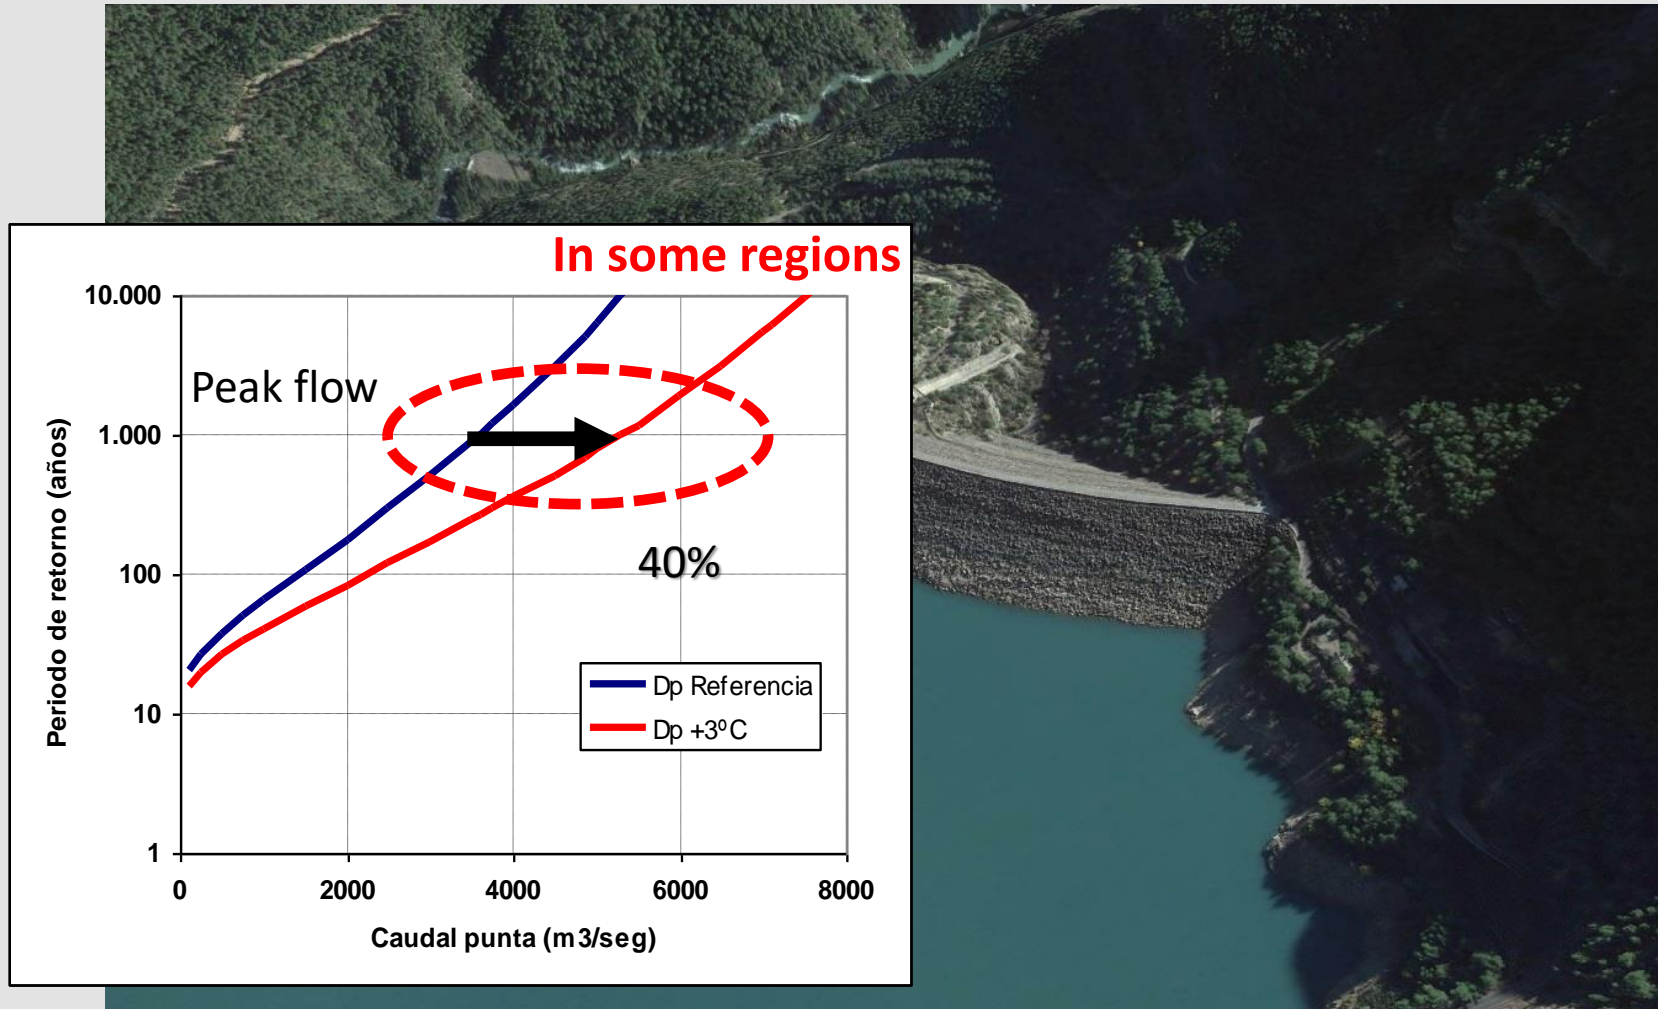 In some regions
10.000
Peak flow
1.000
100
40%
10
1
Periodo de retorno (años)
Dp Referencia
Dp +3ºC
0 2000 4000 6000 8000
Caudal punta (m3/seg)